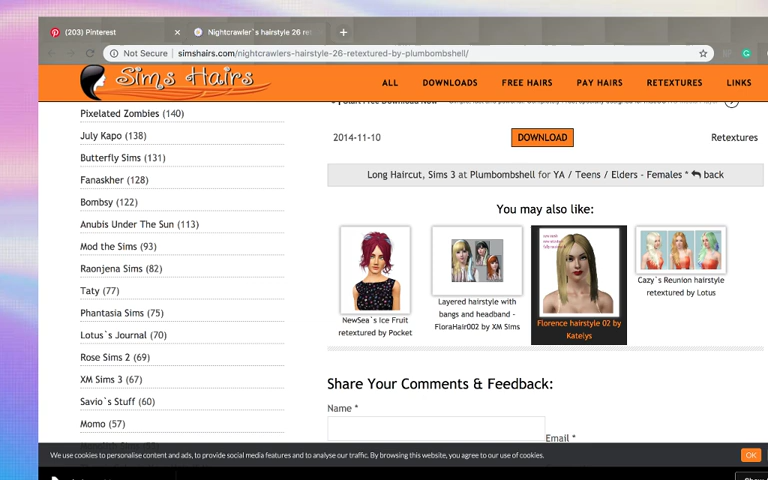 (203) Pinterest
Nightcrawler`s hairstyle 26 ret
Not Secure | simshairs.com/nightcrawlers-hairstyle-26-retextured-by-plumbombshell/
Sims Hairs
ALL DOWNLOADS FREE HAIRS PAY HAIRS RETEXTURES LINKS
Pixelated Zombies (140)
July Kapo (138)
Butterfly Sims (131)
Fanaskher (128)
Bombsy (122)
Anubis Under The Sun (113)
Mod the Sims (93)
Raonjena Sims (82)
Taty (77)
Phantasia Sims (75)
Lotus`s Journal (70)
Rose Sims 2 (69)
XM Sims 3 (67)
Savio`s Stuff (60)
Momo (57)
2014-11-10 DOWNLOAD Retextures
Long Haircut, Sims 3 at Plumbombshell for YA / Teens / Elders - Females * back
You may also like:
NewSea`s Ice Fruit
retextured by Pocket
Layered hairstyle with
bangs and headband -
FloraHair002 by XM Sims
Florence hairstyle 02 by
Katelys
Cazy`s Reunion hairstyle
retextured by Lotus
Share Your Comments & Feedback:
Name *
Email *
We use cookies to personalise content and ads, to provide social media features and to analyse our traffic. By browsing this website, you agree to our use of cookies.
OK